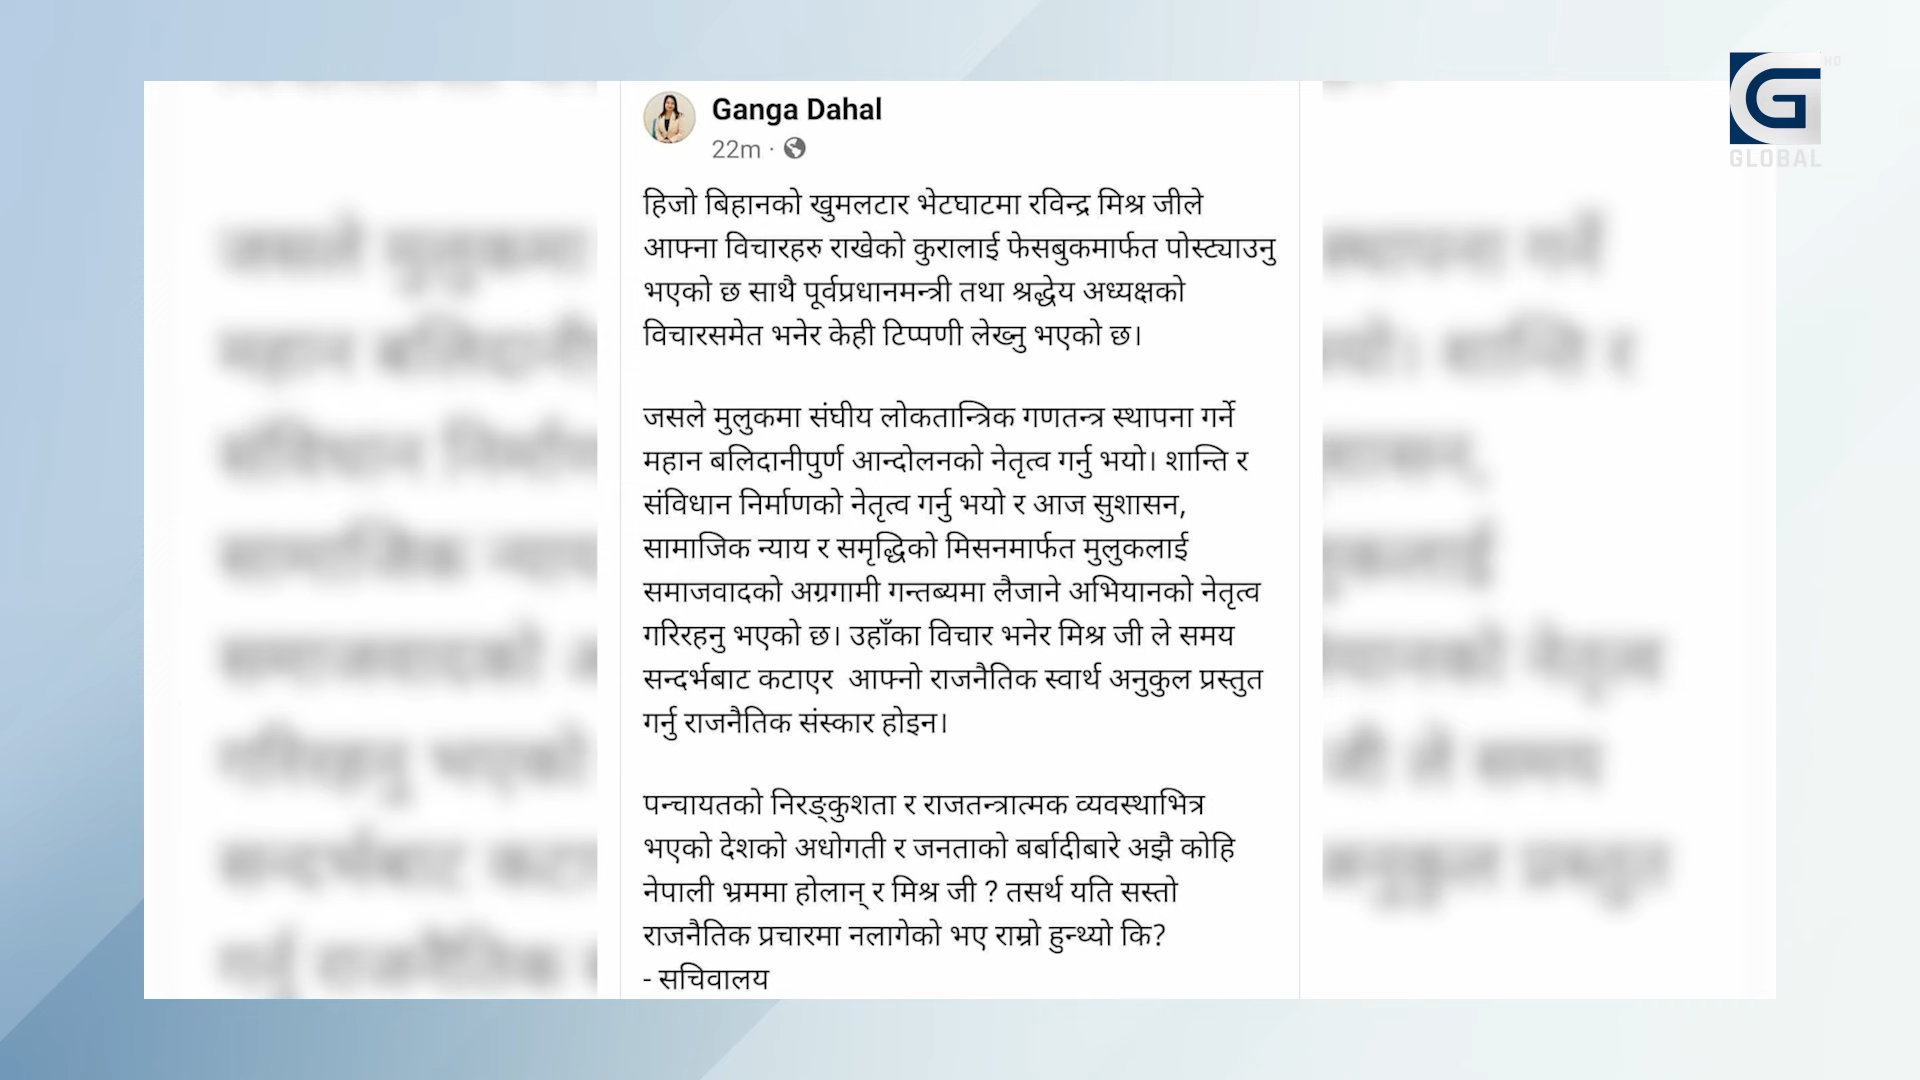 Ganga Dahal
22m ·
हिजो बिहानको खुमलटार भेटघाटमा रविन्द्र मिश्र जीले
आफ्ना विचारहरु राखेको कुरालाई फेसबुकमार्फत पोस्ट्याउनु
भएको छ साथै पूर्वप्रधानमन्त्री तथा श्रद्धेय अध्यक्षको
विचारसमेत भनेर केही टिप्पणी लेख्नु भएको छ।
जसले मुलुकमा संघीय लोकतान्त्रिक गणतन्त्र स्थापना गर्ने
महान बलिदानीपुर्ण आन्दोलनको नेतृत्व गर्नु भयो। शान्ति र
संविधान निर्माणको नेतृत्व गर्नु भयो र आज सुशासन,
सामाजिक न्याय र समृद्धिको मिसनमार्फत मुलुकलाई
समाजवादको अग्रगामी गन्तब्यमा लैजाने अभियानको नेतृत्व
गरिरहनु भएको छ। उहाँका विचार भनेर मिश्र जी ले समय
सन्दर्भबाट कटाएर  आफ्नो राजनैतिक स्वार्थ अनुकुल प्रस्तुत
गर्नु राजनैतिक संस्कार होइन।
पन्चायतको निरङ्कुशता र राजतन्त्रात्मक व्यवस्थाभित्र
भएको देशको अधोगती र जनताको बर्बादीबारे अझै कोहि
नेपाली भ्रममा होलान् र मिश्र जी ? तसर्थ यति सस्तो
राजनैतिक प्रचारमा नलागेको भए राम्रो हुन्थ्यो कि?
- सचिवालय
G HD
GLOBAL